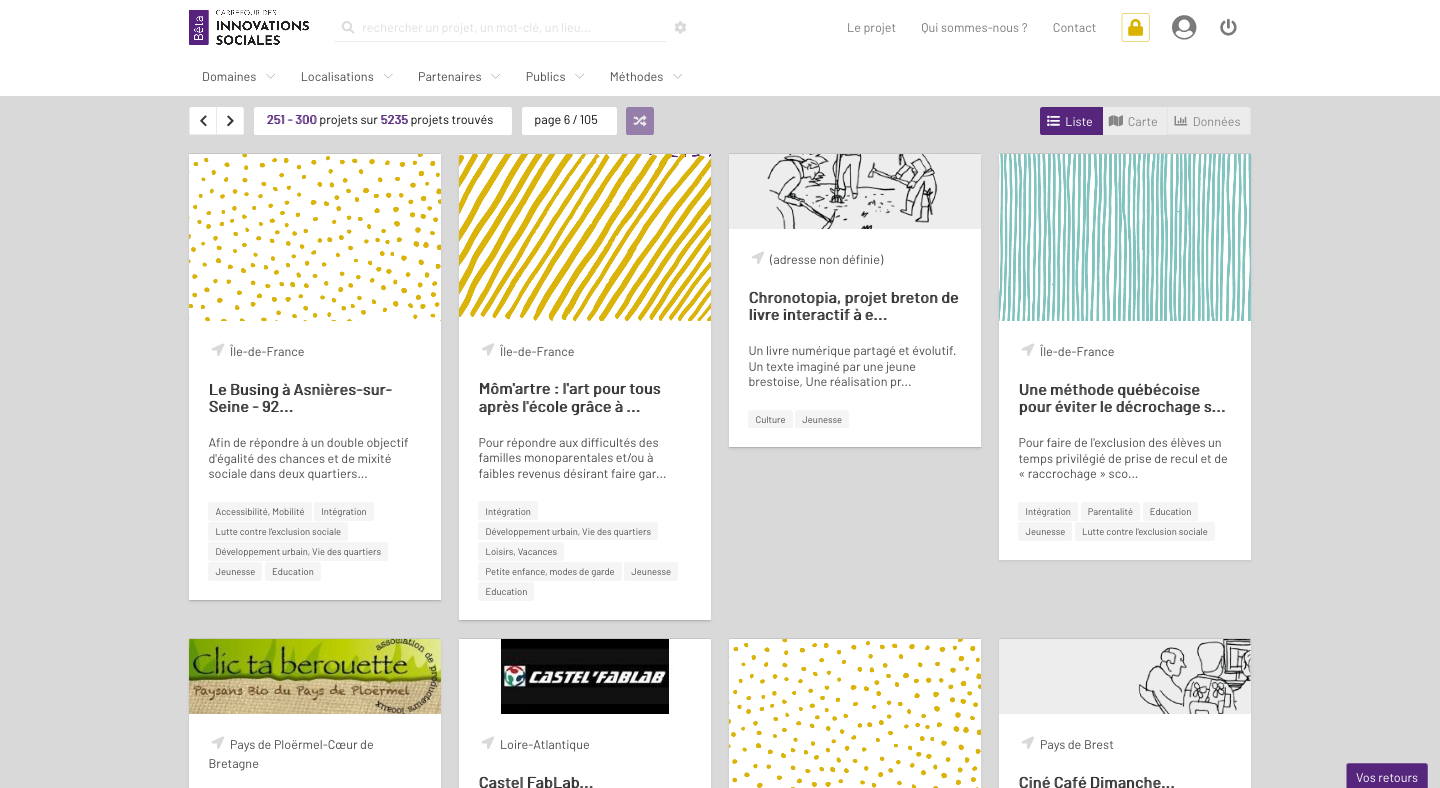 Bêta
CARREFOUR DES
INNOVATIONS
SOCIALES
rechercher un projet, un mot-clé, un lieu...
Le projet
Qui sommes-nous ?
Contact
Domaines
Localisations
Partenaires
Publics
Méthodes
251 - 300 projets sur 5235 projets trouvés
page 6 / 105
Liste
Carte
Données
Île-de-France
Le Busing à Asnières-sur-
Seine - 92...
Afin de répondre à un double objectif
d'égalité des chances et de mixité
sociale dans deux quartiers...
Accessibilité, Mobilité
Intégration
Lutte contre l'exclusion sociale
Développement urbain, Vie des quartiers
Jeunesse
Education
Île-de-France
Môm'artre : l'art pour tous
après l'école grâce à ...
Pour répondre aux difficultés des
familles monoparentales et/ou à
faibles revenus désirant faire gar...
Intégration
Développement urbain, Vie des quartiers
Loisirs, Vacances
Petite enfance, modes de garde
Jeunesse
Education
(adresse non définie)
Chronotopia, projet breton de
livre interactif à e...
Un livre numérique partagé et évolutif.
Un texte imaginé par une jeune
brestoise, Une réalisation pr...
Culture
Jeunesse
Île-de-France
Une méthode québécoise
pour éviter le décrochage s...
Pour faire de l'exclusion des élèves un
temps privilégié de prise de recul et de
« raccrochage » sco...
Intégration
Parentalité
Education
Jeunesse
Lutte contre l'exclusion sociale
Clic ta berouette
Paysans Bio du Pays de Ploërmel
association de producteurs locaux
Pays de Ploërmel-Cœur de
Bretagne
CASTEL'FABLAB
Loire-Atlantique
Castel FabLab...
Pays de Brest
Ciné Café Dimanche...
Vos retours